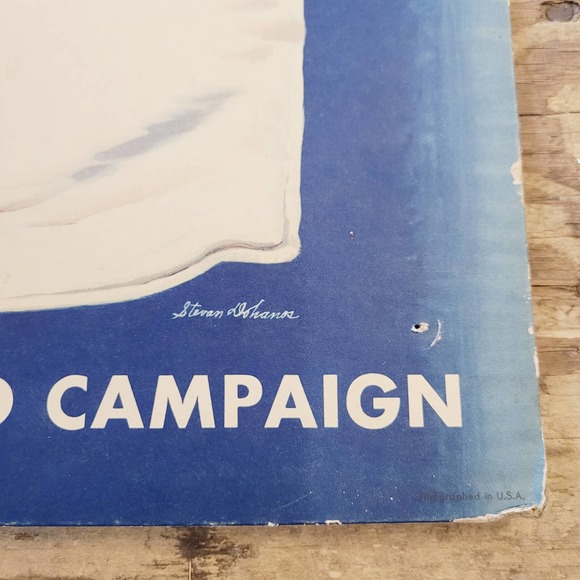 Stevan Dohanos
CAMPAIGN
Lithographed in U.S.A.